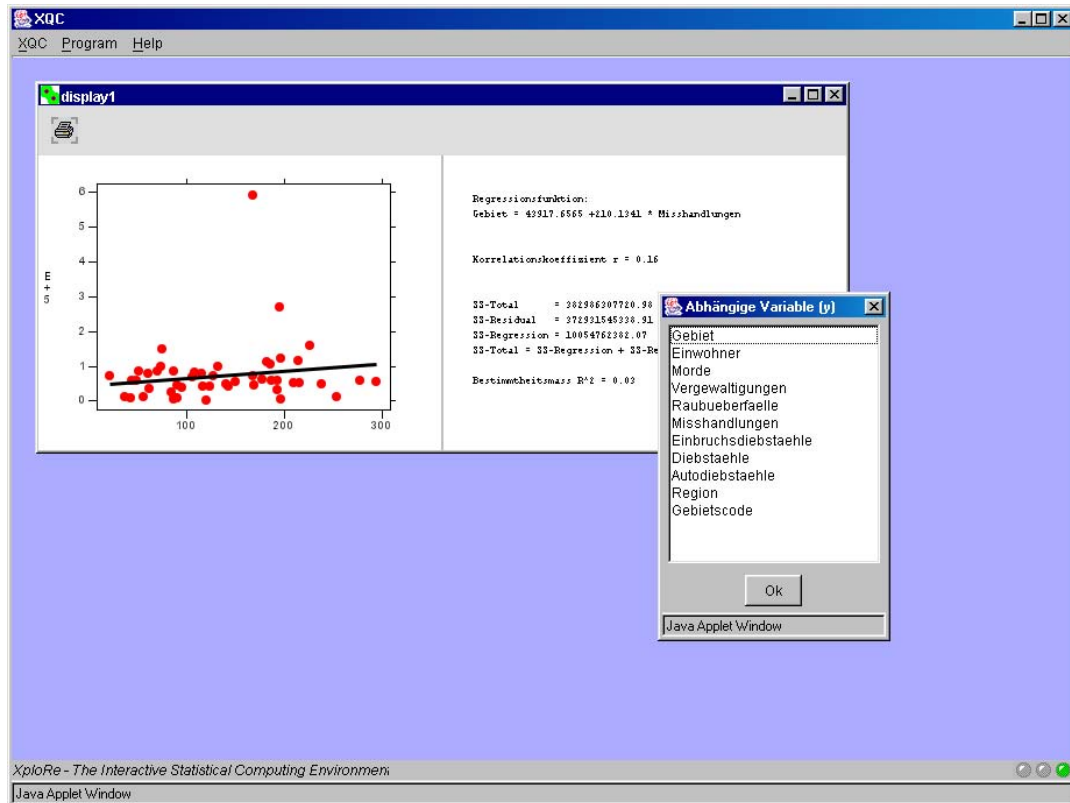 XQC
XQC Program Help
display1
6
5
4
3
2
1
0
E
+
5
100 200 300
Regressionsfunktion:
Gebiet = 43917.6565 +210.1341 * Misshandlungen
Korrelationskoeffizient r = 0.16
SS-Total = 382986307720.98
SS-Residual = 372931545338.91
SS-Regression = 10054762382.07
SS-Total = SS-Regression + SS-Re
Bestimmtheitsmass R^2 = 0.03
Abhängige Variable (y)
Gebiet
Einwohner
Morde
Vergewaltigungen
Raubueberfaelle
Misshandlungen
Einbruchsdiebstaehle
Diebstaehle
Autodiebstaehle
Region
Gebietscode
Ok
Java Applet Window
XploRe - The Interactive Statistical Computing Environmen
Java Applet Window